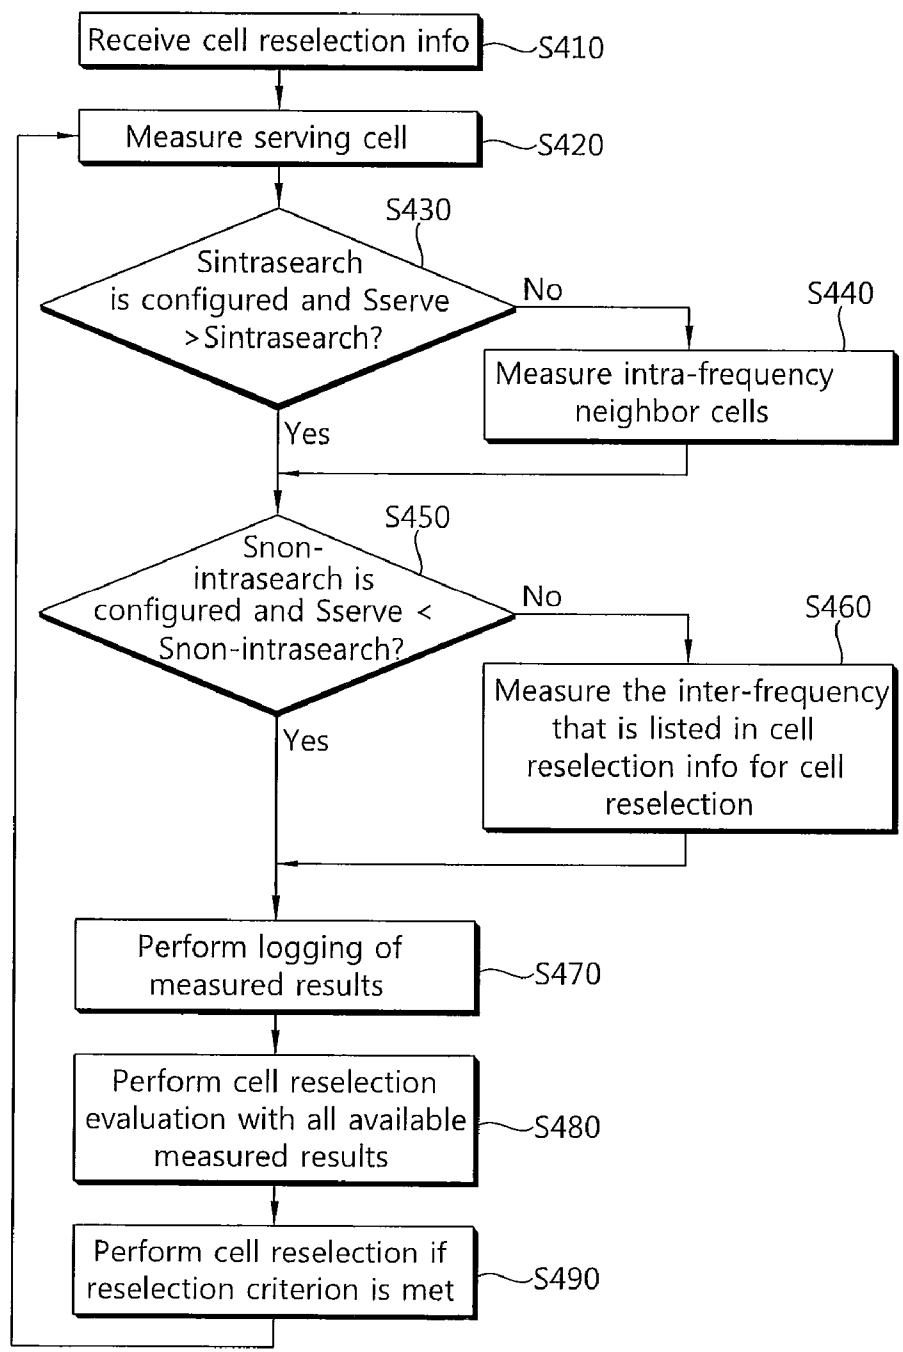 Receive cell reselection info
S410
Measure serving cell
S420
S430
Sintrasearch
is configured and Sserve
>Sintrasearch?
No
S440
Measure intra-frequency
neighbor cells
Yes
S450
Snon-
intrasearch is
configured and Sserve <
Snon-intrasearch?
No
S460
Measure the inter-frequency
that is listed in cell
reselection info for cell
reselection
Yes
Perform logging of
measured results
S470
Perform cell reselection
evaluation with all available
measured results
S480
Perform cell reselection if
reselection criterion is met
S490